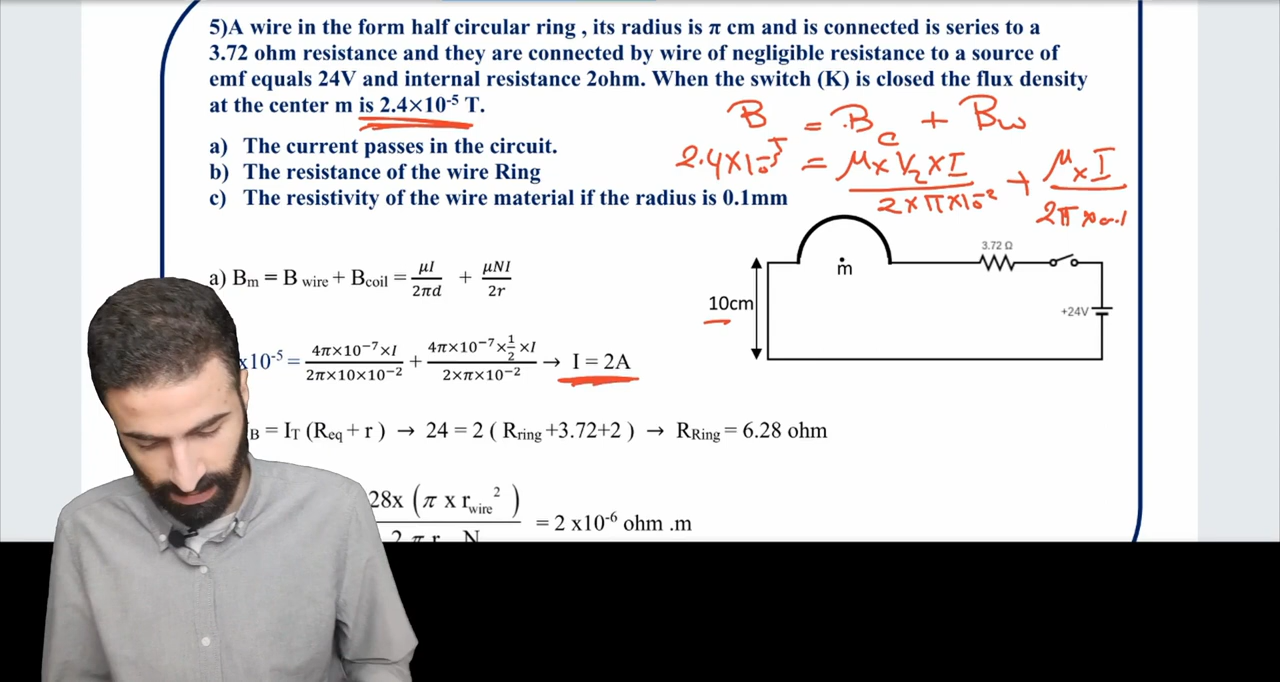 5)A wire in the form half circular ring , its radius is π cm and is connected is series to a
3.72 ohm resistance and they are connected by wire of negligible resistance to a source of
emf equals 24V and internal resistance 2ohm. When the switch (K) is closed the flux density
at the center m is 2.4×10⁻⁵ T.
B = B_C + B_W
a) The current passes in the circuit.
2.4×10⁻⁵ = μ×½×I / 2×π×10⁻² + μ×I / 2π×0.1
b) The resistance of the wire Ring
c) The resistivity of the wire material if the radius is 0.1mm
3.72 Ω
m
a) Bₘ = B wire + Bcoil = μI / 2πd + μNI / 2r
10cm
+24V
x10⁻⁵ = 4π×10⁻⁷×I / 2π×10×10⁻² + 4π×10⁻⁷×½×I / 2×π×10⁻² → I = 2A
B = I_T (Req + r ) → 24 = 2 ( Rring +3.72+2 ) → RRing = 6.28 ohm
28x (π x rwire²) / 2 π r N = 2 x10⁻⁶ ohm .m